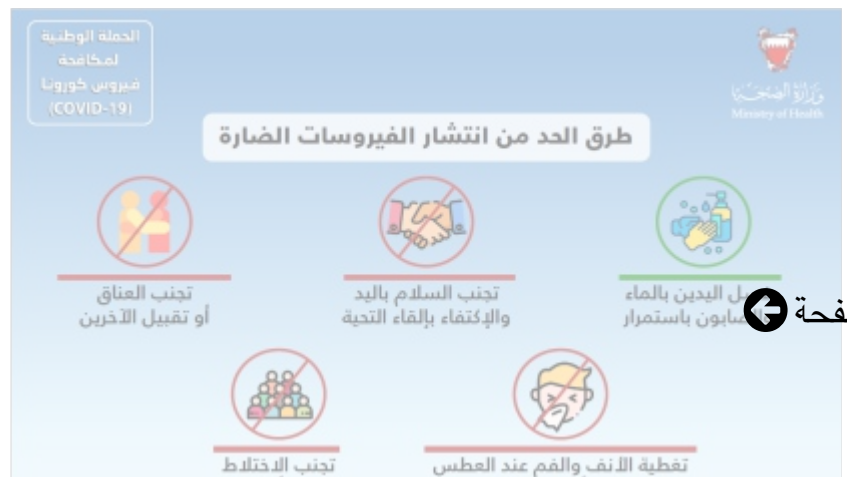 الحملة الوطنية
لمكافحة
فيروس كورونا
(COVID-19)
وزارة الصحة
Ministry of Health
طرق الحد من انتشار الفيروسات الضارة
اليدين بالماء
باستمرار
تجنب السلام باليد
والإكتفاء بإلقاء التحية
تجنب العناق
أو تقبيل الآخرين
تغطية الأنف والفم عند العطس
تجنب الاختلاط